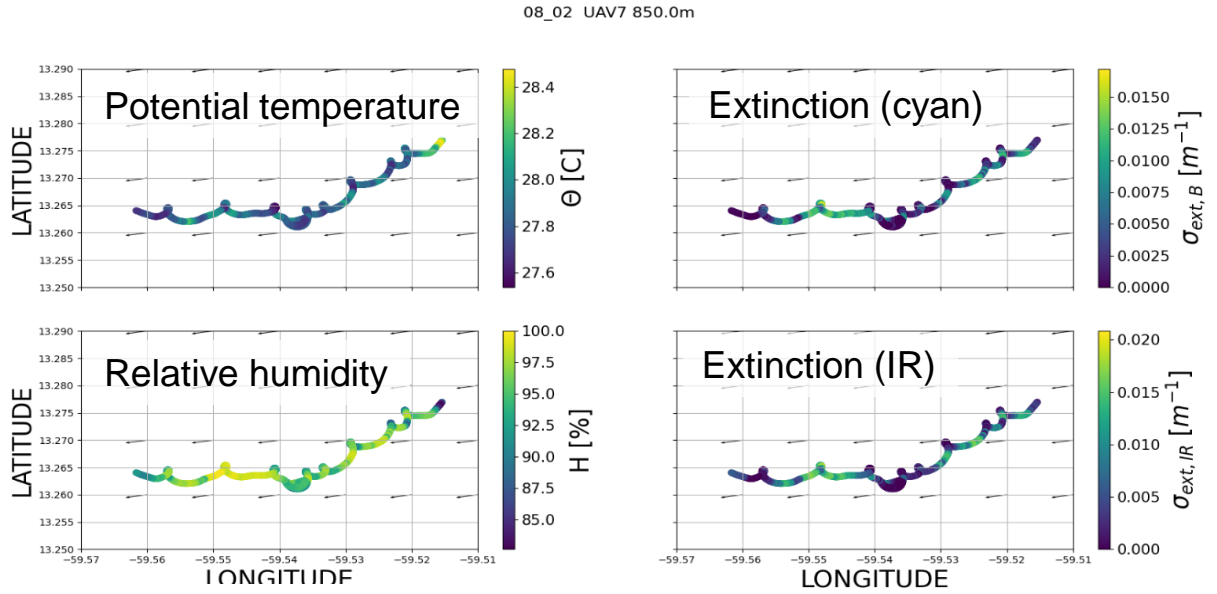 08_02 UAV7 850.0m
Potential temperature
LATITUDE
13.290
13.285
13.280
13.275
13.270
13.265
13.260
13.255
13.250
28.4
28.2
28.0
27.8
27.6
Θ [C]
Extinction (cyan)
0.0150
0.0125
0.0100
0.0075
0.0050
0.0025
0.0000
σext, B [m−1]
Relative humidity
LATITUDE
13.290
13.285
13.280
13.275
13.270
13.265
13.260
13.255
13.250
−59.57 −59.56 −59.55 −59.54 −59.53 −59.52 −59.51
LONGITUDE
100.0
97.5
95.0
92.5
90.0
87.5
85.0
H [%]
Extinction (IR)
−59.57 −59.56 −59.55 −59.54 −59.53 −59.52 −59.51
LONGITUDE
0.020
0.015
0.010
0.005
0.000
σext, IR [m−1]